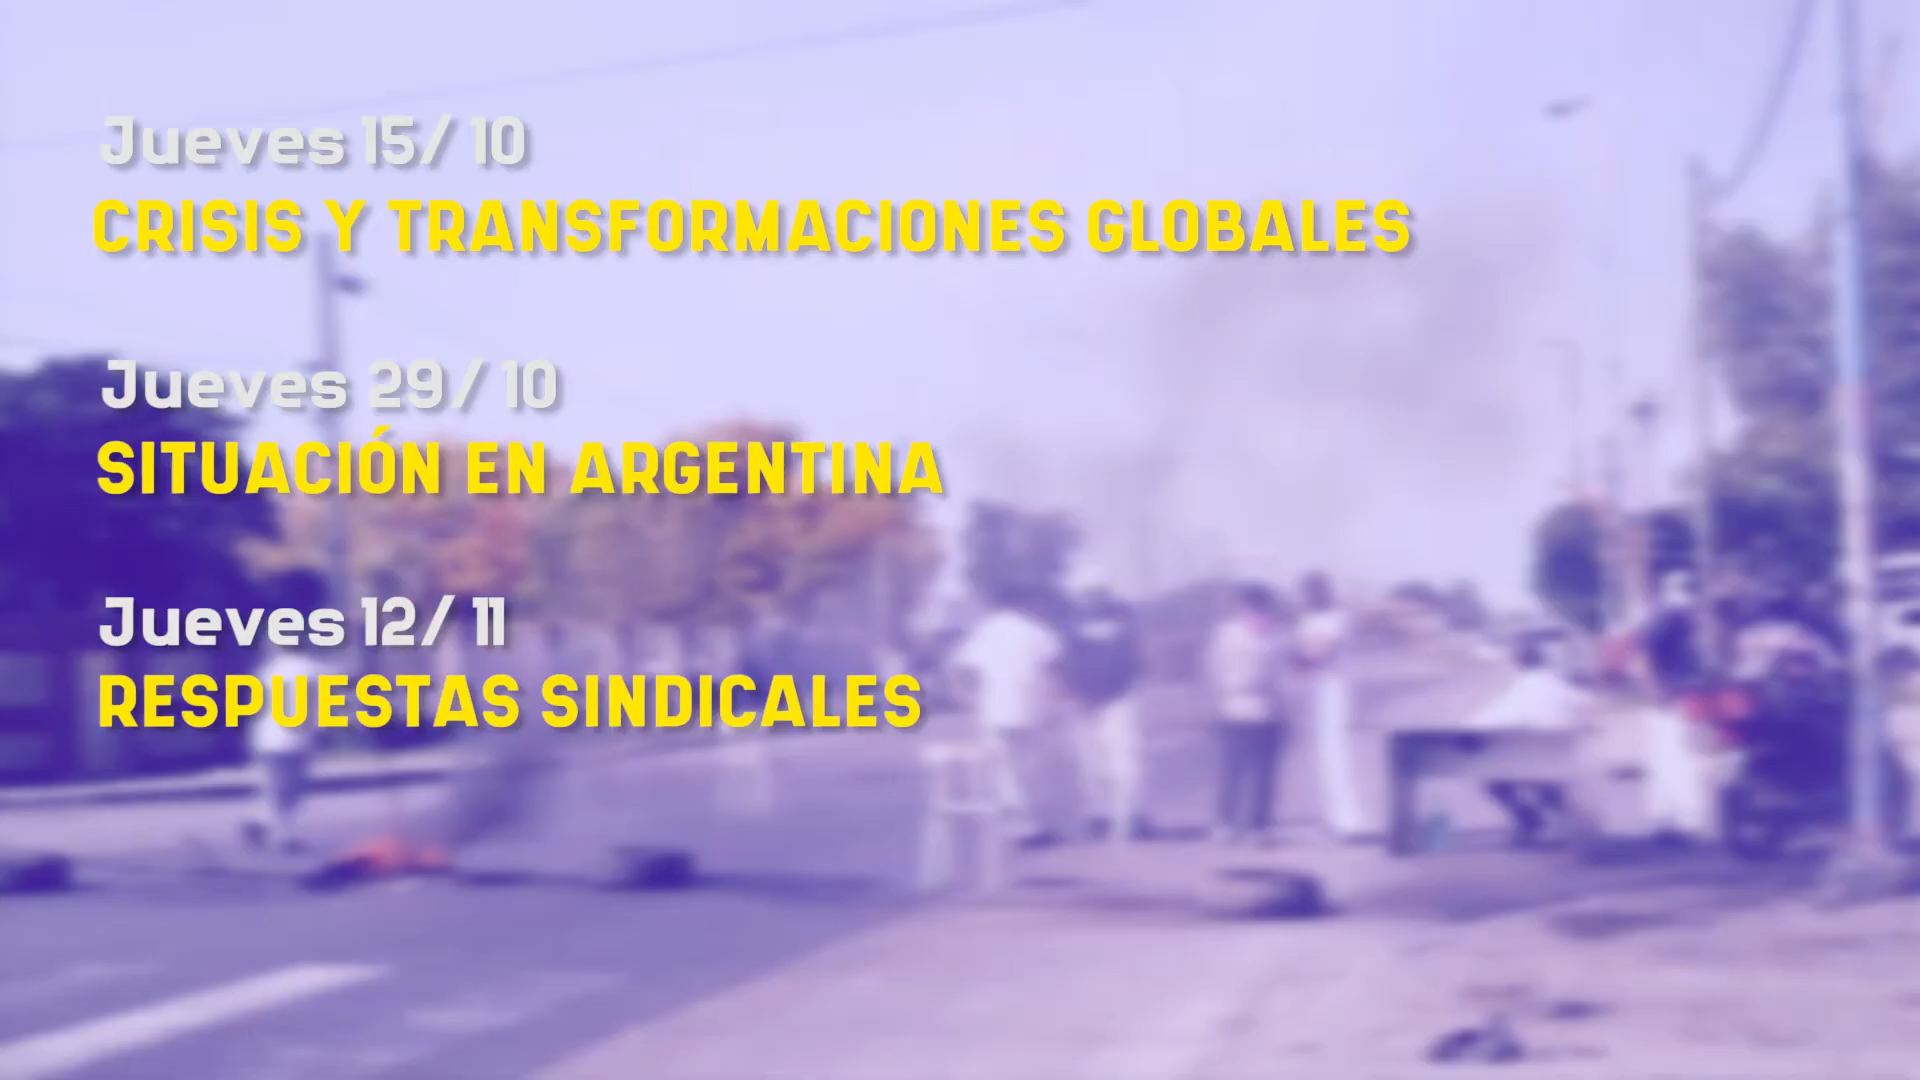 Jueves 15/ 10
CRISIS Y TRANSFORMACIONES GLOBALES
Jueves 29/ 10
SITUACIÓN EN ARGENTINA
Jueves 12/ 11
RESPUESTAS SINDICALES